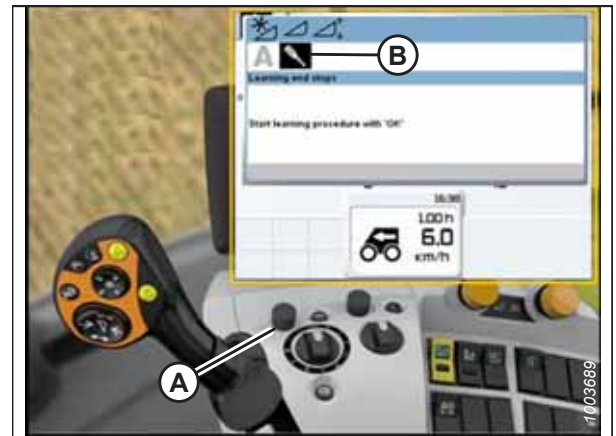 A
B
Learning end stops
Start learning procedure with 'OK'
16:30
1.00 h
6.0
km/h
A
1003689